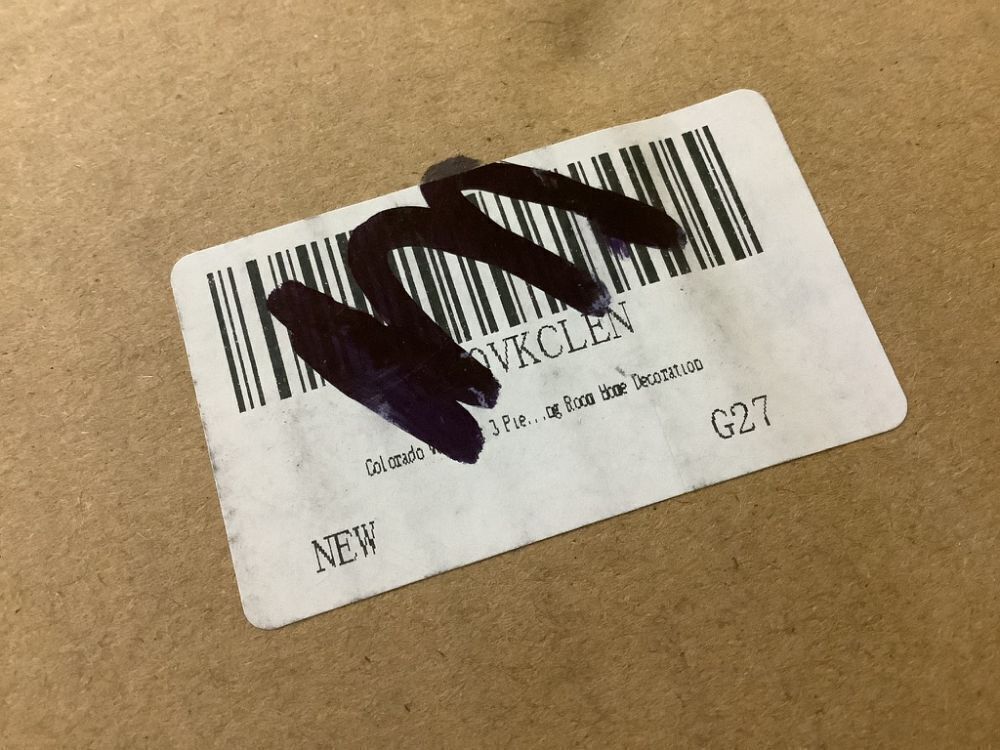 OVKCLEN
Colorado 3 Pie...ng Room Home Decoration
G27
NEW